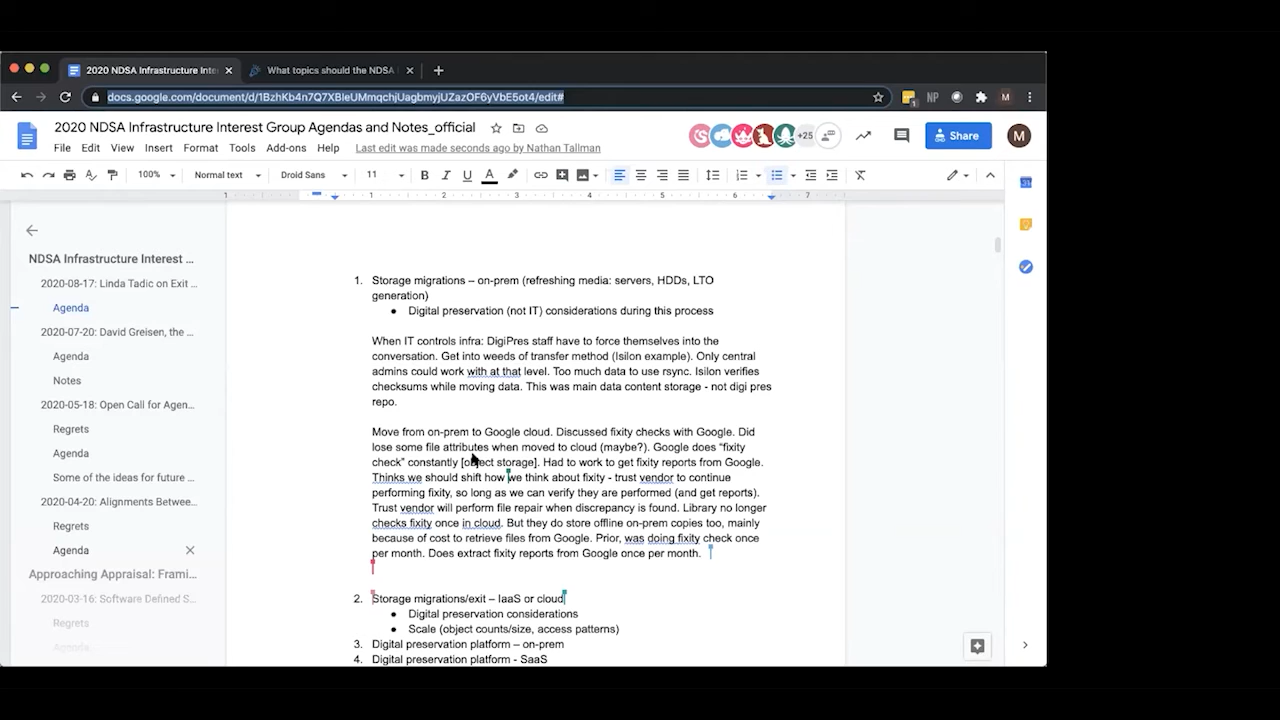 2020 NDSA Infrastructure Inte
What topics should the NDSA I
docs.google.com/document/d/1BzhKb4n7Q7XBIeUMmqchjUagbmyjUZazOF6yVbE5ot4/edit#
NP
M
2020 NDSA Infrastructure Interest Group Agendas and Notes_official
+25
Share
M
File Edit View Insert Format Tools Add-ons Help Last edit was made seconds ago by Nathan Tallman
100% Normal text Droid Sans 11 B I U A
1 1 2 3 4 5 6 7
NDSA Infrastructure Interest ...
2020-08-17: Linda Tadic on Exit ...
Agenda
2020-07-20: David Greisen, the ...
Agenda
Notes
2020-05-18: Open Call for Agen...
Regrets
Agenda
Some of the ideas for future ...
2020-04-20: Alignments Betwee...
Regrets
Agenda
Approaching Appraisal: Frami...
2020-03-16: Software Defined S...
Regrets
Agenda
1. Storage migrations – on-prem (refreshing media: servers, HDDs, LTO
generation)
● Digital preservation (not IT) considerations during this process
When IT controls infra: DigiPres staff have to force themselves into the
conversation. Get into weeds of transfer method (Isilon example). Only central
admins could work with at that level. Too much data to use rsync. Isilon verifies
checksums while moving data. This was main data content storage - not digi pres
repo.
Move from on-prem to Google cloud. Discussed fixity checks with Google. Did
lose some file attributes when moved to cloud (maybe?). Google does “fixity
check” constantly [object storage]. Had to work to get fixity reports from Google.
Thinks we should shift how we think about fixity - trust vendor to continue
performing fixity, so long as we can verify they are performed (and get reports).
Trust vendor will perform file repair when discrepancy is found. Library no longer
checks fixity once in cloud. But they do store offline on-prem copies too, mainly
because of cost to retrieve files from Google. Prior, was doing fixity check once
per month. Does extract fixity reports from Google once per month.
2. Storage migrations/exit – IaaS or cloud
● Digital preservation considerations
● Scale (object counts/size, access patterns)
3. Digital preservation platform – on-prem
4. Digital preservation platform - SaaS